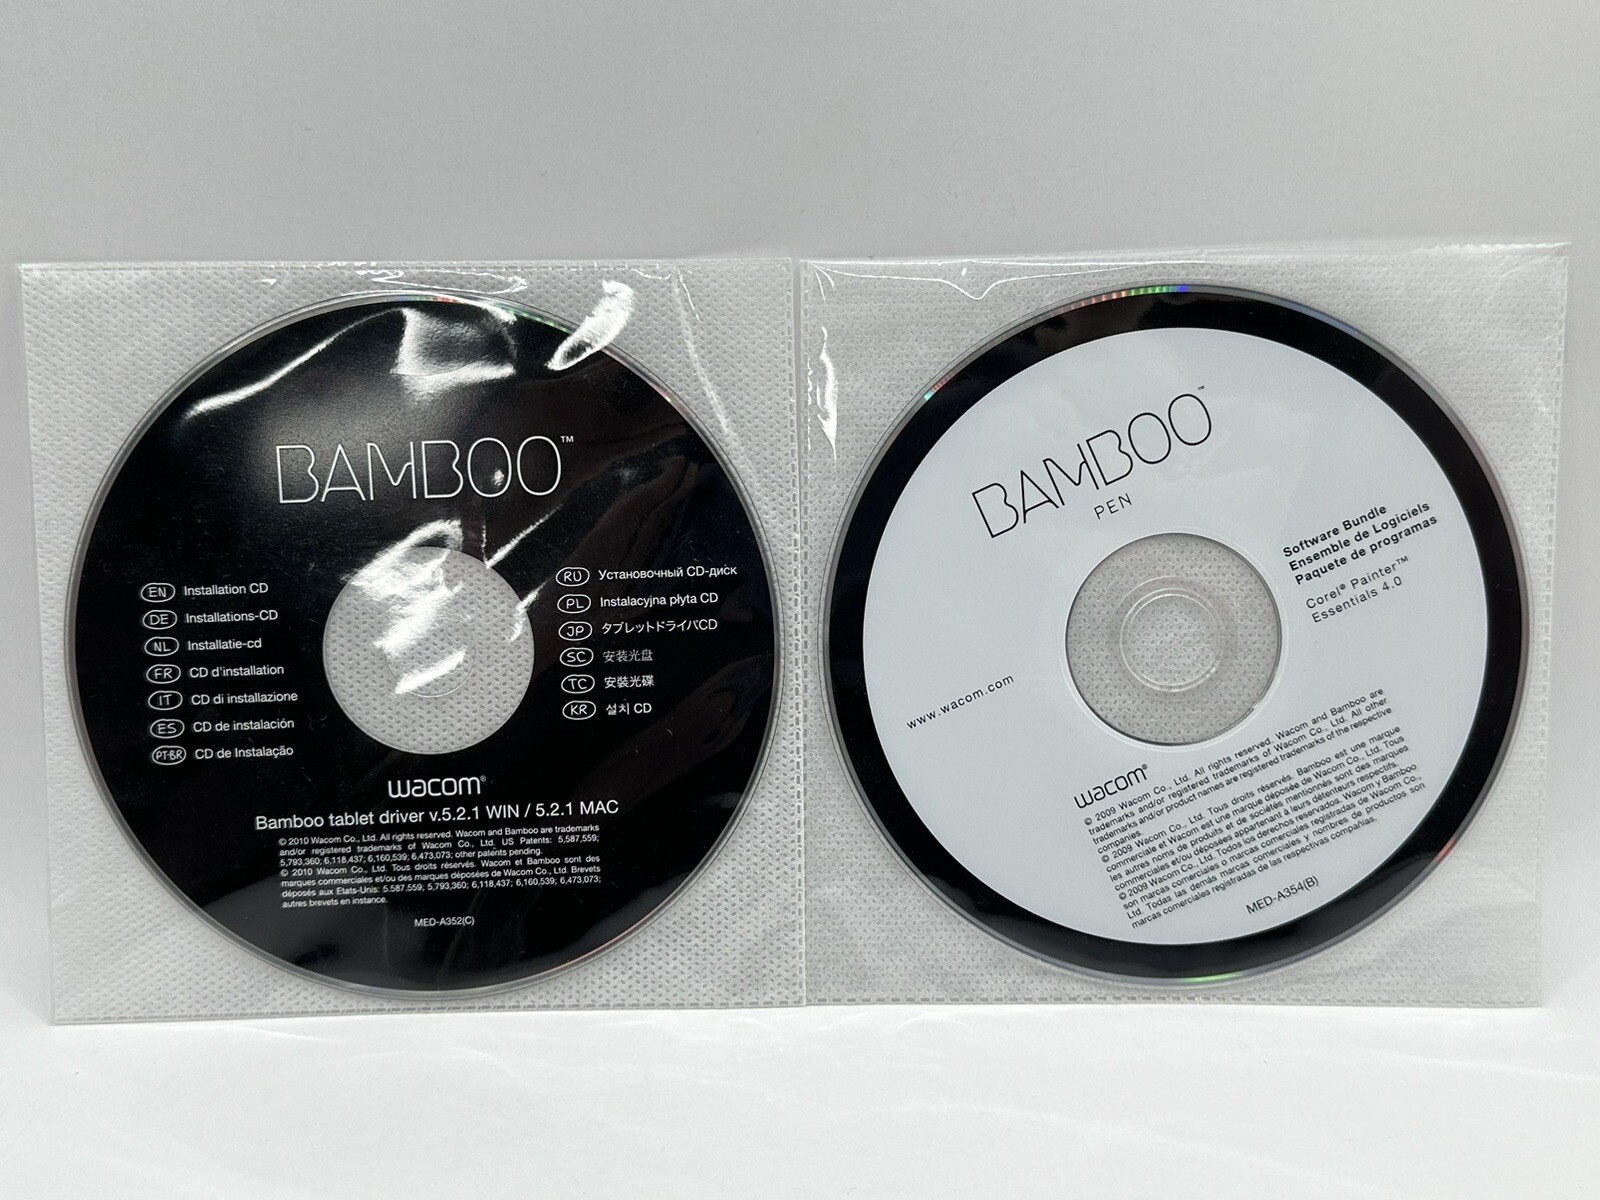 BAMBOO™
EN Installation CD
DE Installations-CD
NL Installatie-cd
FR CD d'installation
IT CD di installazione
ES CD de instalación
PT-BR CD de Instalação
RU Установочный CD-диск
PL Instalacyjna płyta CD
JP タブレットドライバCD
SC 安装光盘
TC 安裝光碟
KR 설치 CD
wacom®
Bamboo tablet driver v.5.2.1 WIN / 5.2.1 MAC
© 2010 Wacom Co., Ltd. All rights reserved. Wacom and Bamboo are trademarks
and/or registered trademarks of Wacom Co., Ltd. US Patents: 5,587,559;
5,793,360; 6,118,437; 6,160,539; 6,473,073; other patents pending.
© 2010 Wacom Co., Ltd. Tous droits réservés. Wacom et Bamboo sont des
marques commerciales et/ou des marques déposées de Wacom Co., Ltd. Brevets
déposés aux Etats-Unis: 5.587,559; 5,793,360; 6,118,437; 6,160,539; 6,473,073;
autres brevets en instance.
MED-A352(C)
BAMBOO™
PEN
Software Bundle
Ensemble de Logiciels
Paquete de programas
Corel® Painter™
Essentials 4.0
www.wacom.com
wacom®
© 2009 Wacom Co., Ltd. All rights reserved. Wacom and Bamboo are
trademarks and/or registered trademarks of Wacom Co., Ltd. All other
trademarks and/or product names are registered trademarks of the respective
companies.
© 2009 Wacom Co., Ltd. Tous droits réservés. Bamboo est une marque
commerciale et Wacom est une marque déposée de Wacom Co., Ltd. Tous
les autres noms de produits et de sociétés mentionnés sont des marques
commerciales et/ou déposées appartenant à leurs détenteurs respectifs.
© 2009 Wacom Co., Ltd. Todos los derechos reservados. Wacom y Bamboo
son marcas comerciales o marcas comerciales registradas de Wacom Co.,
Ltd. Todas las demás marcas comerciales y nombres de productos son
marcas comerciales registradas de las respectivas compañías.
MED-A354(B)